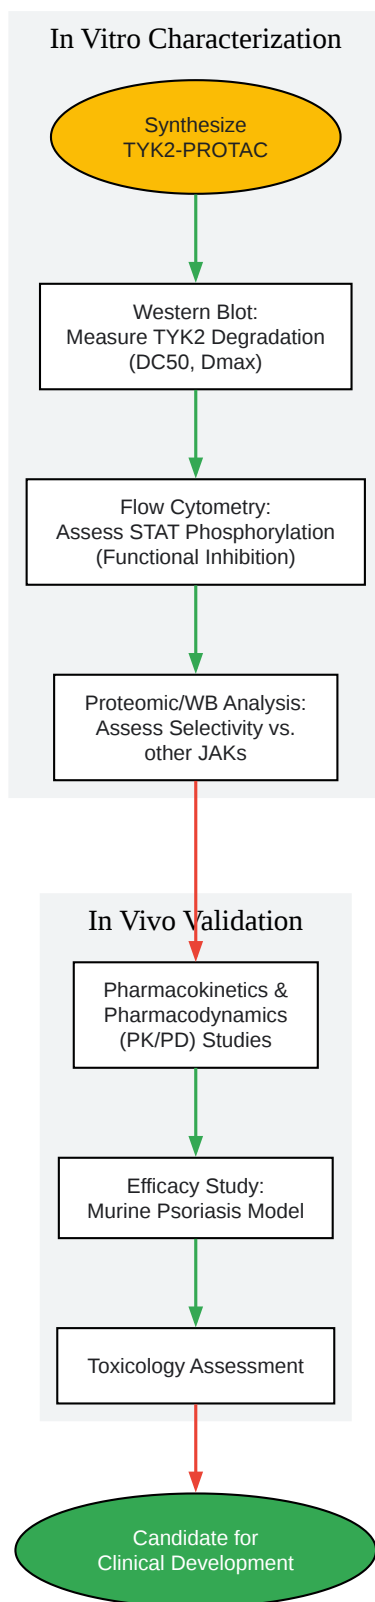 In Vitro Characterization
Synthesize
TYK2-PROTAC
Western Blot:
Measure TYK2 Degradation
(DC50, Dmax)
Flow Cytometry:
Assess STAT Phosphorylation
(Functional Inhibition)
Proteomic/WB Analysis:
Assess Selectivity vs.
other JAKs
In Vivo Validation
Pharmacokinetics &
Pharmacodynamics
(PK/PD) Studies
Efficacy Study:
Murine Psoriasis Model
Toxicology Assessment
Candidate for
Clinical Development